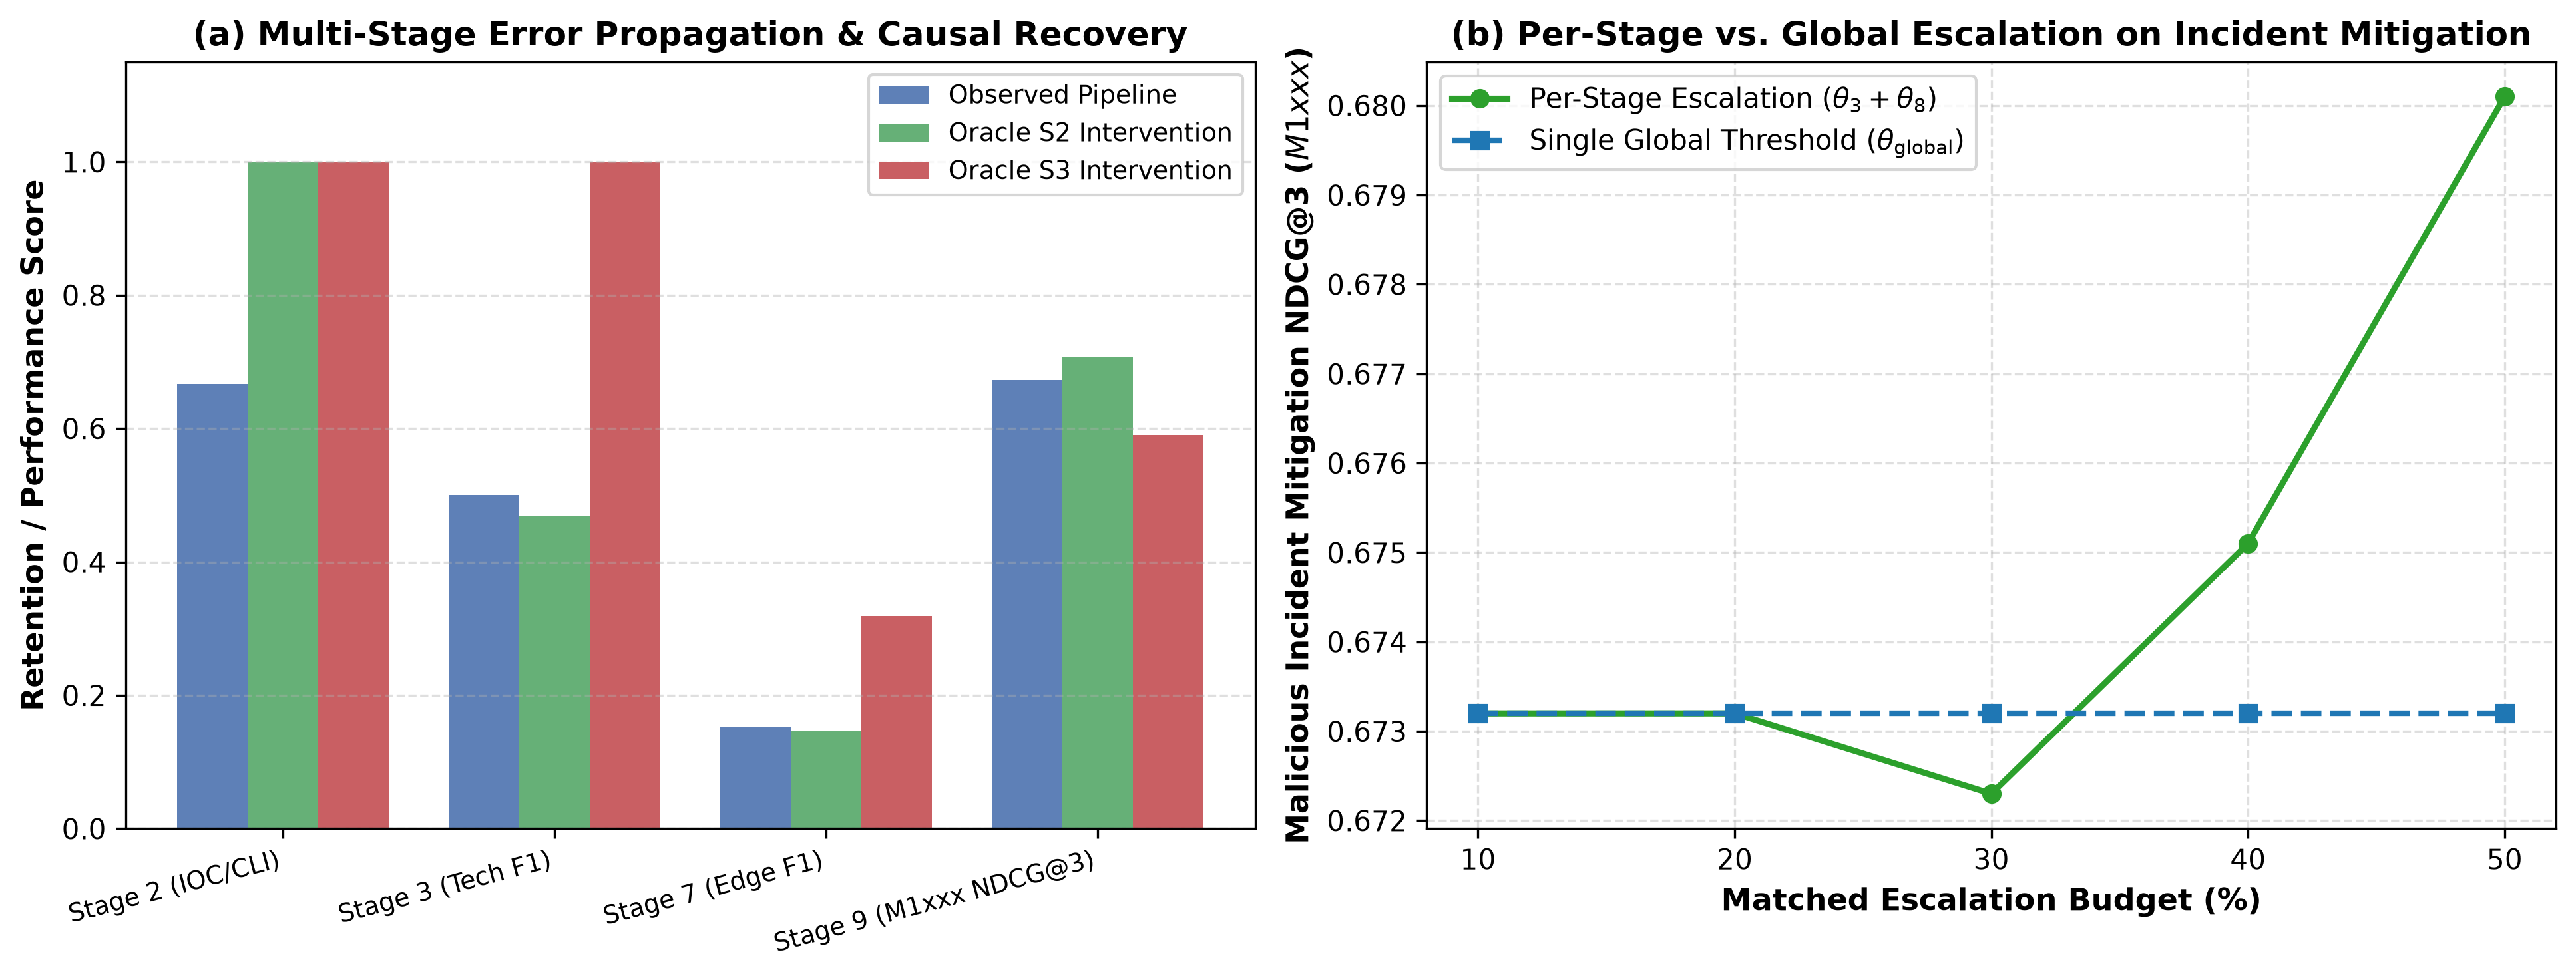 (a) Multi-Stage Error Propagation & Causal Recovery
Retention / Performance Score
1.0
0.8
0.6
0.4
0.2
0.0
Observed Pipeline
Oracle S2 Intervention
Oracle S3 Intervention
Stage 2 (IOC/CLI)
Stage 3 (Tech F1)
Stage 7 (Edge F1)
Stage 9 (M1xxx NDCG@3)
(b) Per-Stage vs. Global Escalation on Incident Mitigation
Malicious Incident Mitigation NDCG@3 (M1xxx)
0.680
0.679
0.678
0.677
0.676
0.675
0.674
0.673
0.672
Per-Stage Escalation (θ₃ + θ₈)
Single Global Threshold (θglobal)
10 20 30 40 50
Matched Escalation Budget (%)